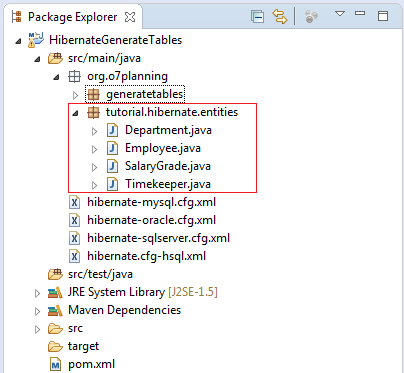 Package Explorer
HibernateGenerateTables
src/main/java
org.o7planning
generatetables
tutorial.hibernate.entities
Department.java
Employee.java
SalaryGrade.java
Timekeeper.java
hibernate-mysql.cfg.xml
hibernate-oracle.cfg.xml
hibernate-sqlserver.cfg.xml
hibernate.cfg-hsql.xml
src/test/java
JRE System Library [J2SE-1.5]
Maven Dependencies
src
target
pom.xml